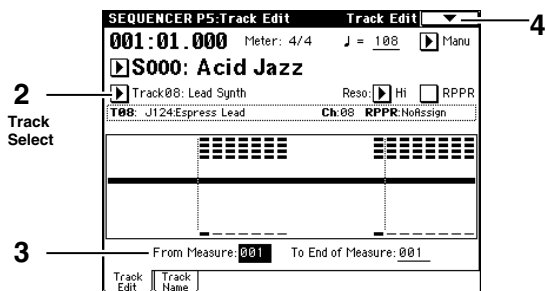 SEQUENCER P5:Track Edit Track Edit
4
001:01.000 Meter: 4/4 ♩= 108 Manu
S000: Acid Jazz
2 Track08: Lead Synth Reso: Hi RPPR
Track
Select
T08: J124:Espress Lead Ch:08 RPPR:NoAssign
3 From Measure:001 To End of Measure:001
Track Edit Track Name